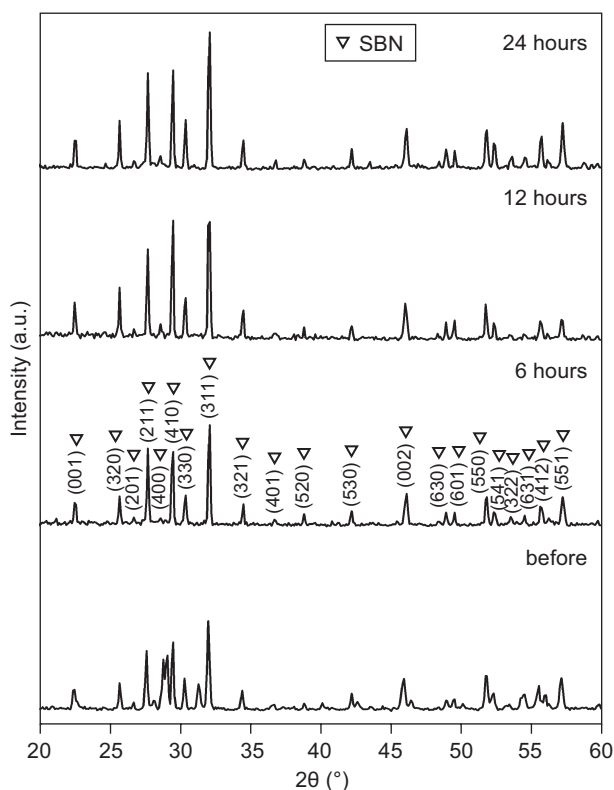 ▽ SBN
24 hours
12 hours
6 hours
(001)
(320)
(201)
(211)
(400)
(410)
(330)
(311)
(321)
(401)
(520)
(530)
(002)
(630)
(601)
(550)
(541)
(322)
(631)
(412)
(551)
before
Intensity (a.u.)
20 25 30 35 40 45 50 55 60
2θ (°)